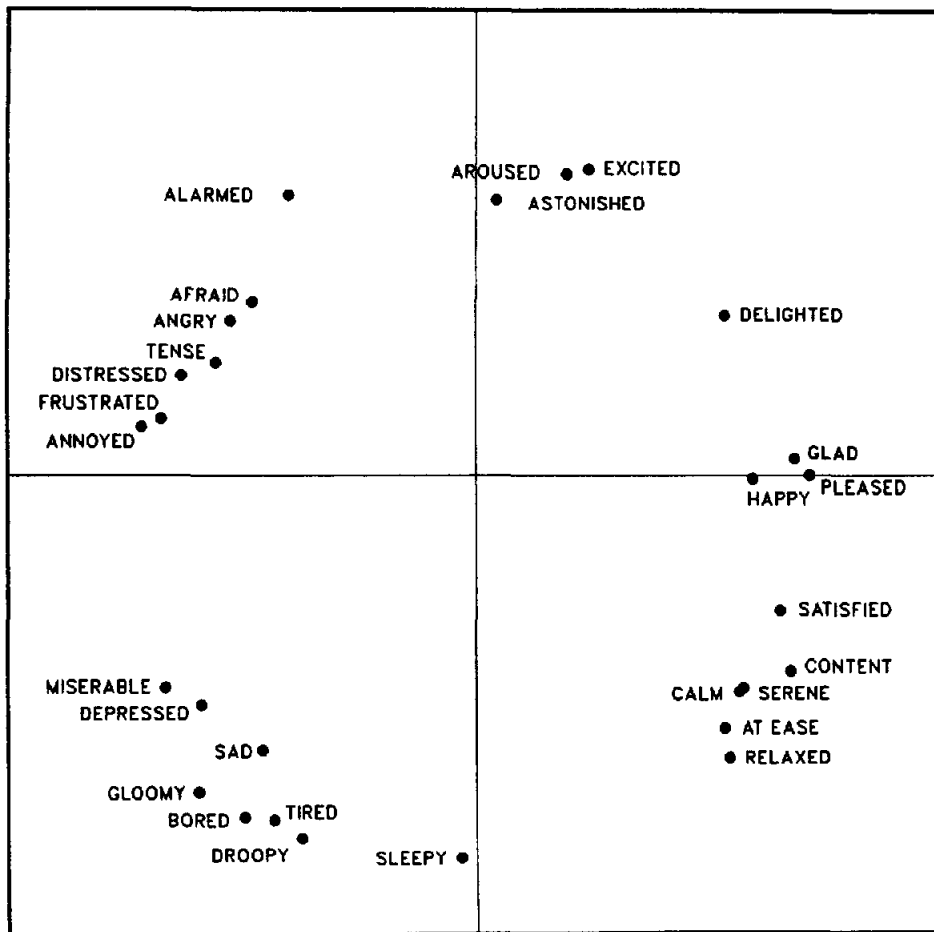 AROUSED
EXCITED
ALARMED
ASTONISHED
AFRAID
ANGRY
DELIGHTED
TENSE
DISTRESSED
FRUSTRATED
ANNOYED
GLAD
PLEASED
HAPPY
SATISFIED
CONTENT
MISERABLE
CALM
SERENE
DEPRESSED
AT EASE
SAD
RELAXED
GLOOMY
BORED
TIRED
DROOPY
SLEEPY